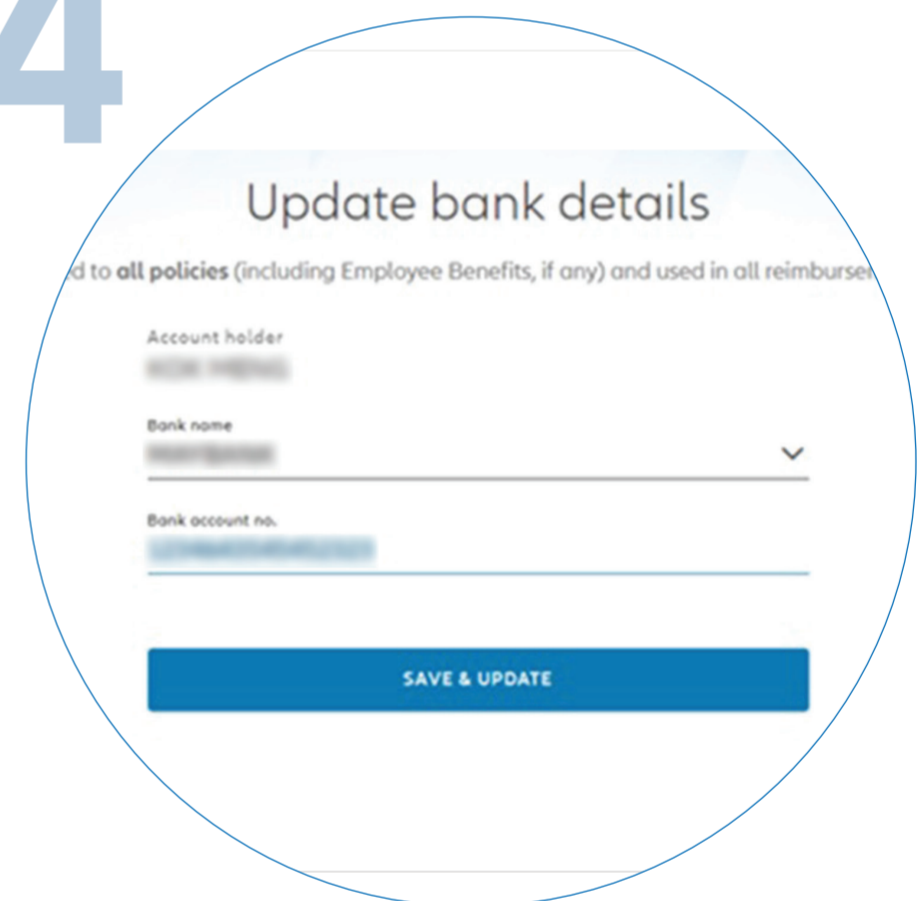 4
Update bank details
d to all policies (including Employee Benefits, if any) and used in all reimburse
Account holder
Bank name
Bank account no.
SAVE & UPDATE